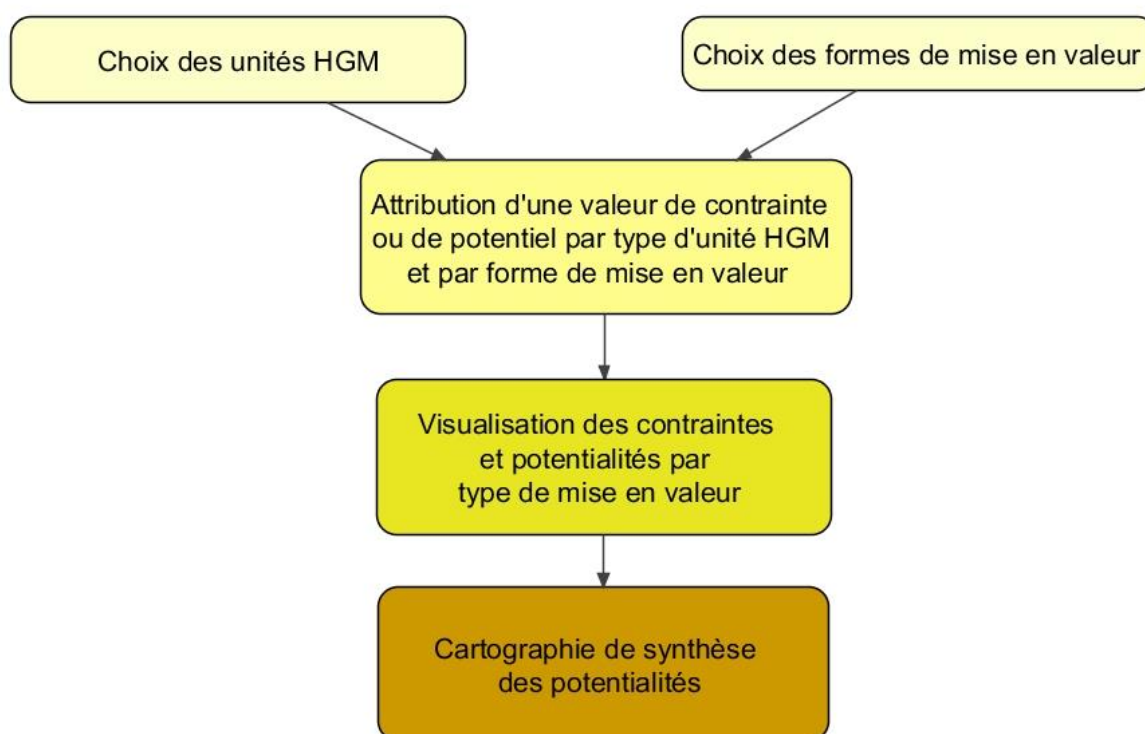 Choix des unités HGM
Choix des formes de mise en valeur
Attribution d'une valeur de contrainte
ou de potentiel par type d'unité HGM
et par forme de mise en valeur
Visualisation des contraintes
et potentialités par
type de mise en valeur
Cartographie de synthèse
des potentialités